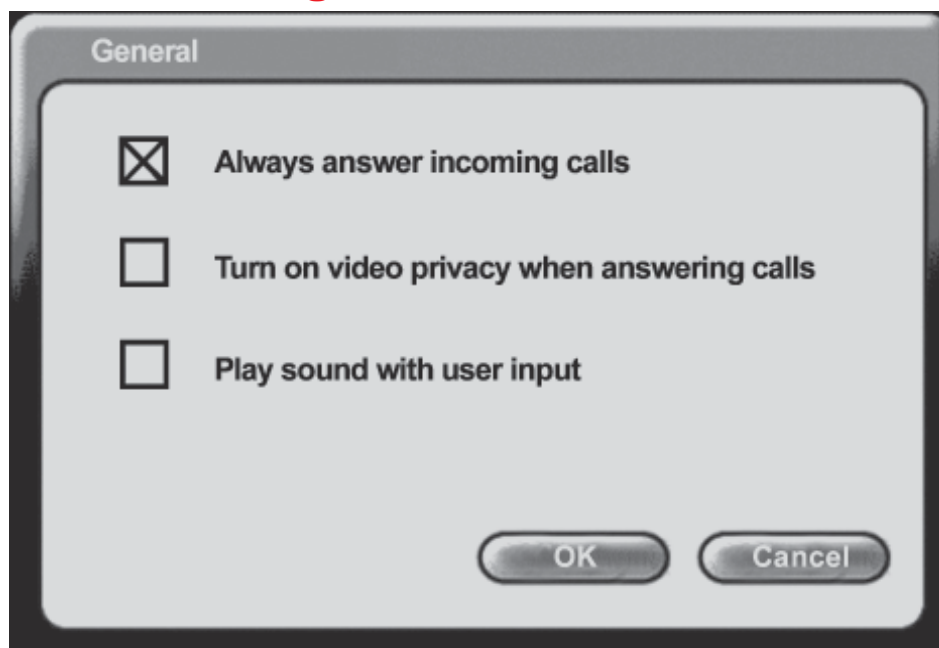 General
Always answer incoming calls
Turn on video privacy when answering calls
Play sound with user input
OK
Cancel